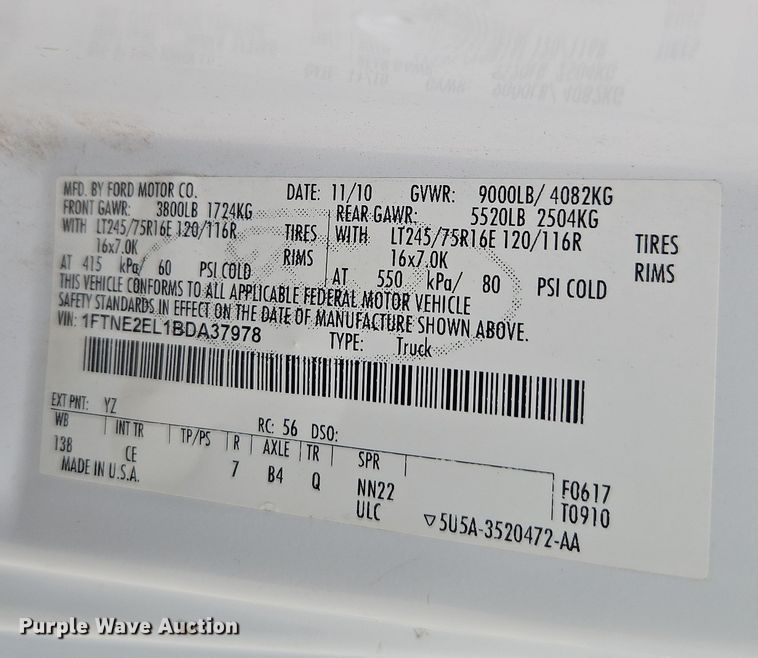 MFD. BY FORD MOTOR CO. DATE: 11/10 GVWR: 9000LB/ 4082KG
FRONT GAWR: 3800LB 1724KG REAR GAWR: 5520LB 2504KG
WITH LT245/75R16E 120/116R TIRES WITH LT245/75R16E 120/116R TIRES
16x7.0K RIMS 16x7.0K RIMS
AT 415 kPa/ 60 PSI COLD AT 550 kPa/ 80 PSI COLD
THIS VEHICLE CONFORMS TO ALL APPLICABLE FEDERAL MOTOR VEHICLE
SAFETY STANDARDS IN EFFECT ON THE DATE OF MANUFACTURE SHOWN ABOVE.
VIN: 1FTNE2EL1BDA37978 TYPE: Truck
EXT PNT: YZ RC: 56 DSO:
WB INT TR TP/PS R AXLE TR SPR
138 CE 7 B4 Q NN22 F0617
MADE IN U.S.A. ULC T0910
5U5A-3520472-AA
Purple Wave Auction